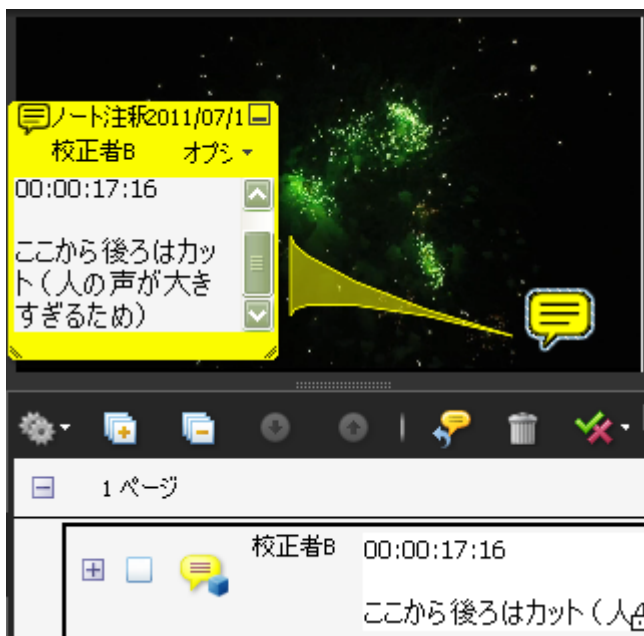 ノート注釈2011/07/1
校正者B オプシ
00:00:17:16
ここから後ろはカッ
ト（人の声が大き
すぎるため）
1 ページ
校正者B 00:00:17:16
ここから後ろはカット（人